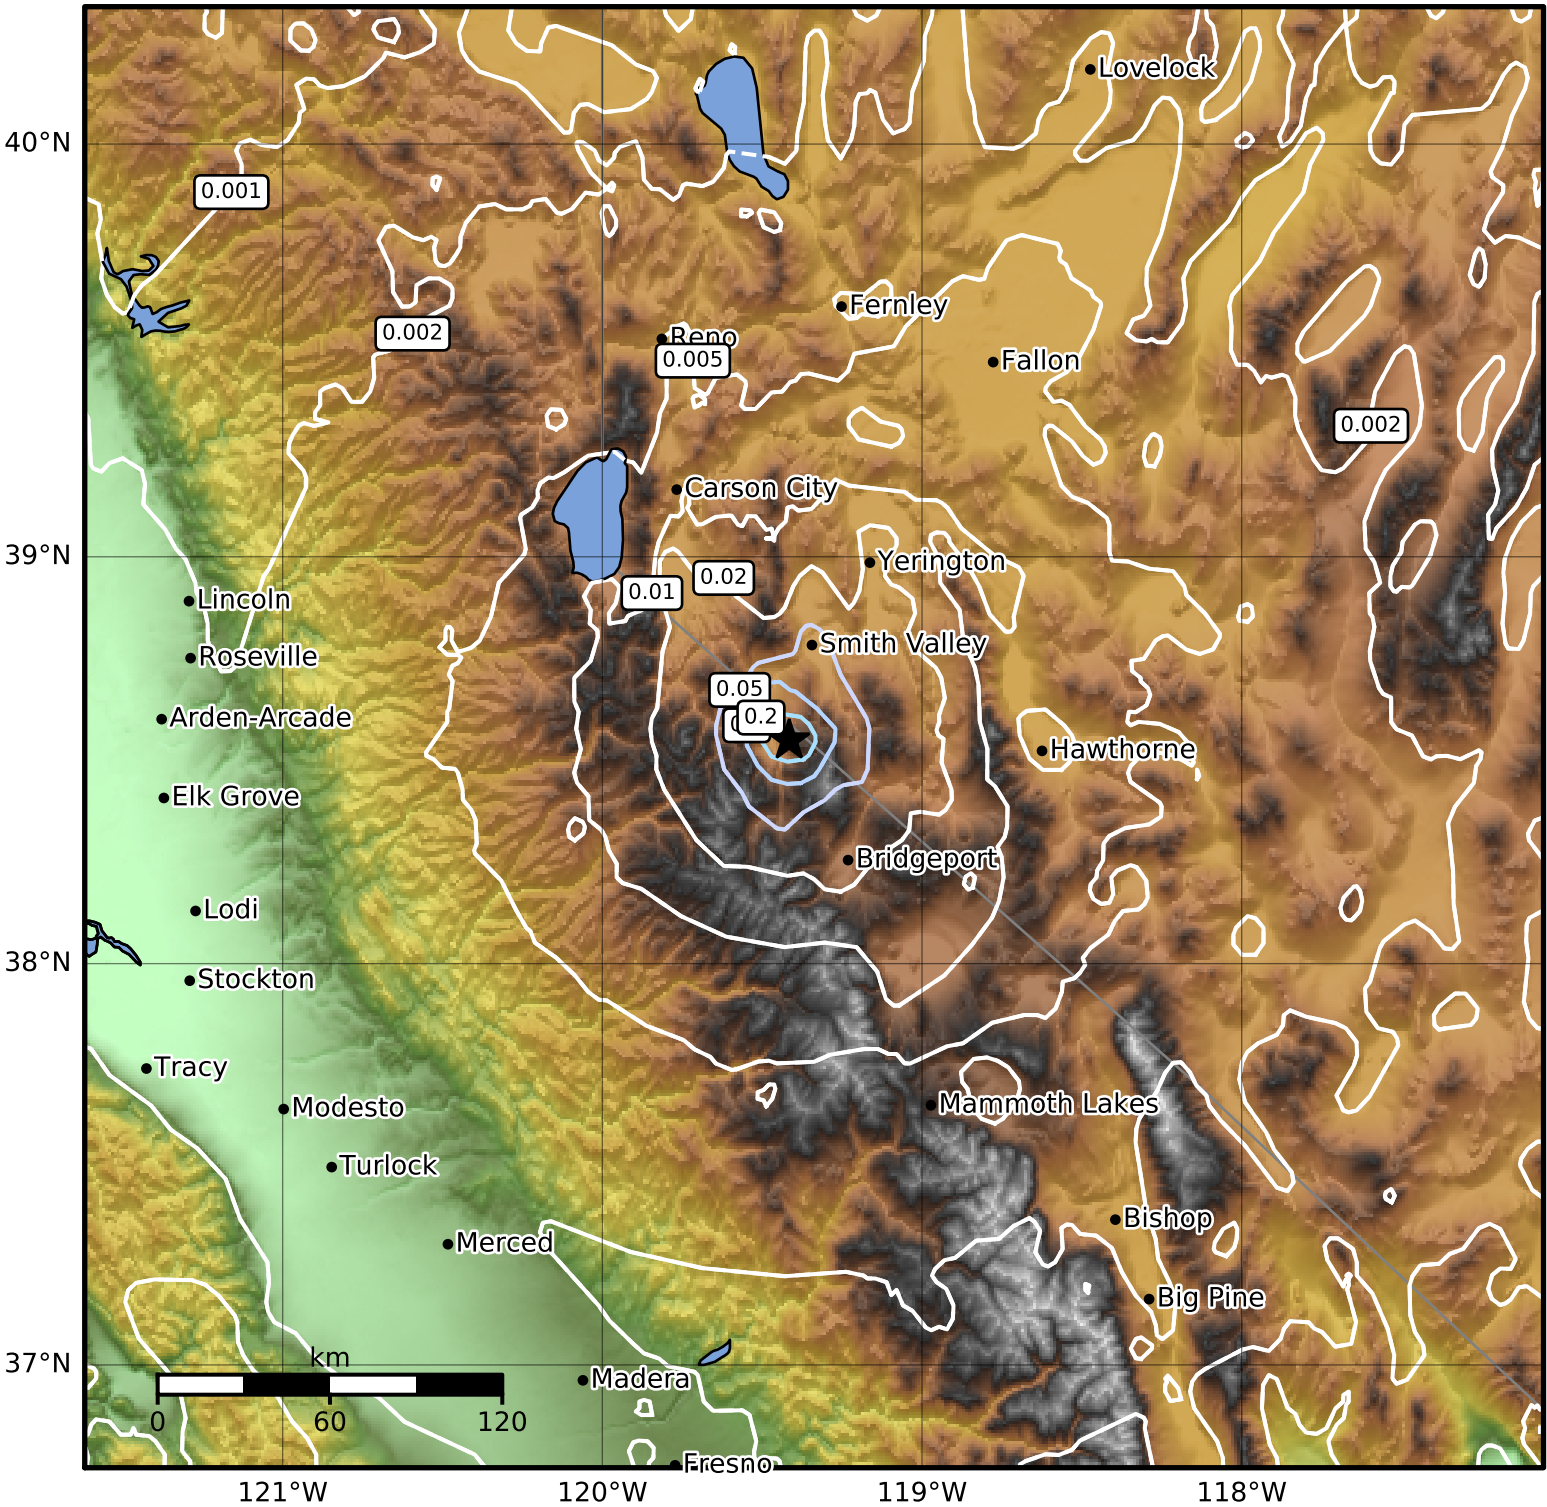 Lovelock
40°N
0.001
Fernley
0.002
Reno
0.005
Fallon
0.002
Carson City
39°N
Yerington
0.02
0.01
Lincoln
Smith Valley
Roseville
0.05
0.2
Arden-Arcade
Hawthorne
Elk Grove
Bridgeport
Lodi
38°N
Stockton
Tracy
Mammoth Lakes
Modesto
Turlock
Bishop
Merced
Big Pine
37°N
km
Madera
0 60 120
Fresno
121°W 120°W 119°W 118°W